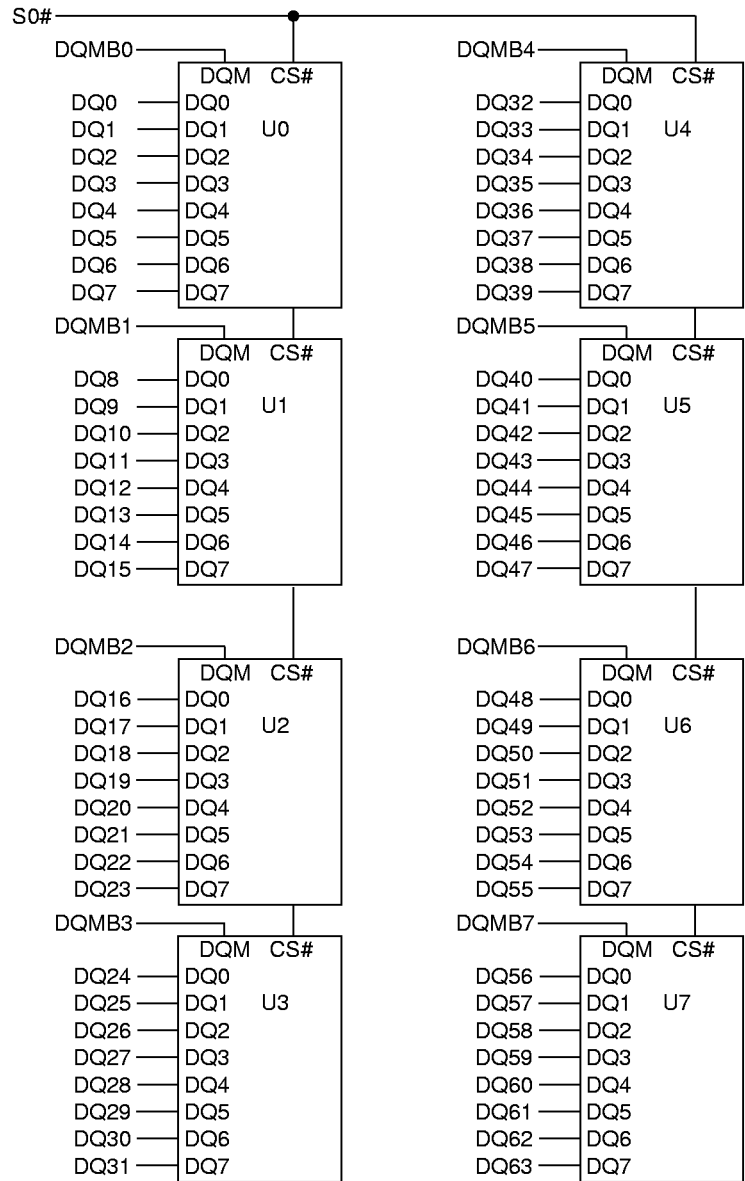 S0#
DQMB0 DQMB4
DQM CS# DQM CS#
DQ0 DQ0 DQ32 DQ0
DQ1 DQ1 U0 DQ33 DQ1 U4
DQ2 DQ2 DQ34 DQ2
DQ3 DQ3 DQ35 DQ3
DQ4 DQ4 DQ36 DQ4
DQ5 DQ5 DQ37 DQ5
DQ6 DQ6 DQ38 DQ6
DQ7 DQ7 DQ39 DQ7
DQMB1 DQMB5
DQM CS# DQM CS#
DQ8 DQ0 DQ40 DQ0
DQ9 DQ1 U1 DQ41 DQ1 U5
DQ10 DQ2 DQ42 DQ2
DQ11 DQ3 DQ43 DQ3
DQ12 DQ4 DQ44 DQ4
DQ13 DQ5 DQ45 DQ5
DQ14 DQ6 DQ46 DQ6
DQ15 DQ7 DQ47 DQ7
DQMB2 DQMB6
DQM CS# DQM CS#
DQ16 DQ0 DQ48 DQ0
DQ17 DQ1 U2 DQ49 DQ1 U6
DQ18 DQ2 DQ50 DQ2
DQ19 DQ3 DQ51 DQ3
DQ20 DQ4 DQ52 DQ4
DQ21 DQ5 DQ53 DQ5
DQ22 DQ6 DQ54 DQ6
DQ23 DQ7 DQ55 DQ7
DQMB3 DQMB7
DQM CS# DQM CS#
DQ24 DQ0 DQ56 DQ0
DQ25 DQ1 U3 DQ57 DQ1 U7
DQ26 DQ2 DQ58 DQ2
DQ27 DQ3 DQ59 DQ3
DQ28 DQ4 DQ60 DQ4
DQ29 DQ5 DQ61 DQ5
DQ30 DQ6 DQ62 DQ6
DQ31 DQ7 DQ63 DQ7